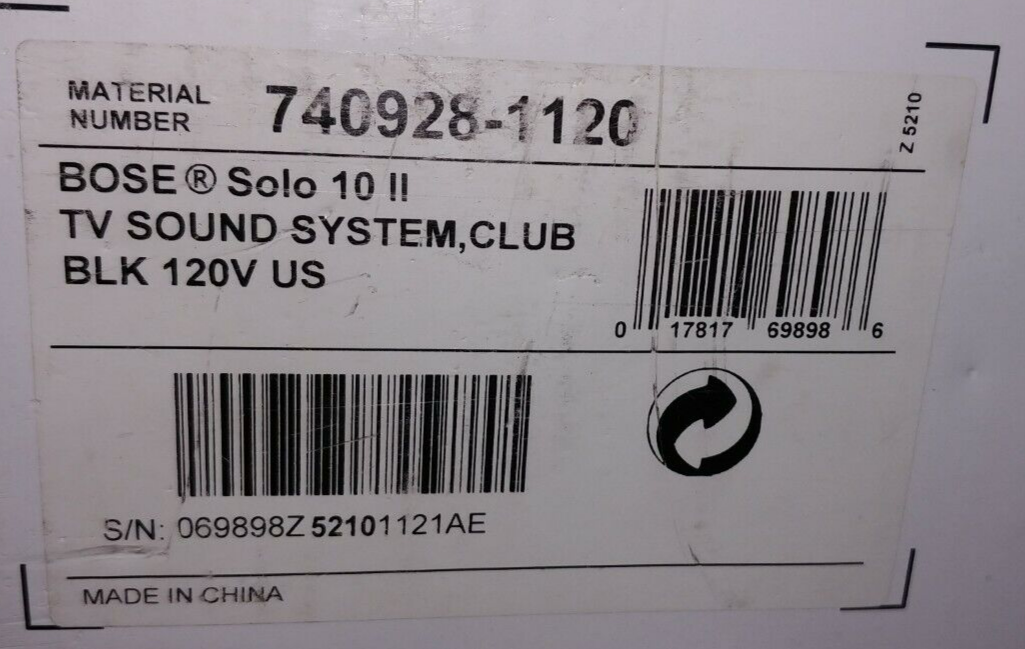 MATERIAL NUMBER 740928-1120
Z 5210
BOSE ® Solo 10 II
TV SOUND SYSTEM,CLUB
BLK 120V US
0 17817 69898 6
S/N: 069898Z52101121AE
MADE IN CHINA